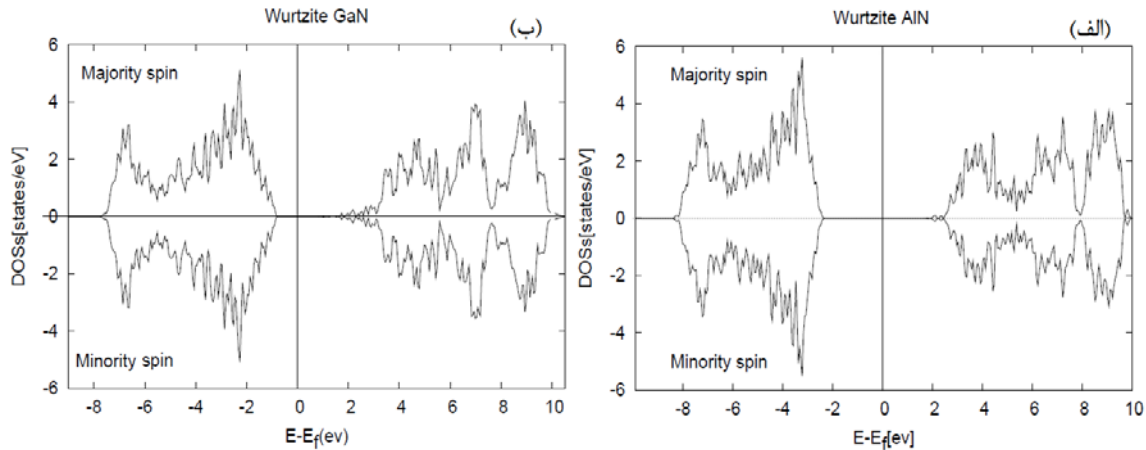 Wurtzite GaN
(ب)
Majority spin
Minority spin
DOSs[states/eV]
6
4
2
0
-2
-4
-6
-8 -6 -4 -2 0 2 4 6 8 10
E-Ef(ev)
Wurtzite AlN
(الف)
Majority spin
Minority spin
DOSs[states/eV]
6
4
2
0
-2
-4
-6
-8 -6 -4 -2 0 2 4 6 8 10
E-Ef[ev]